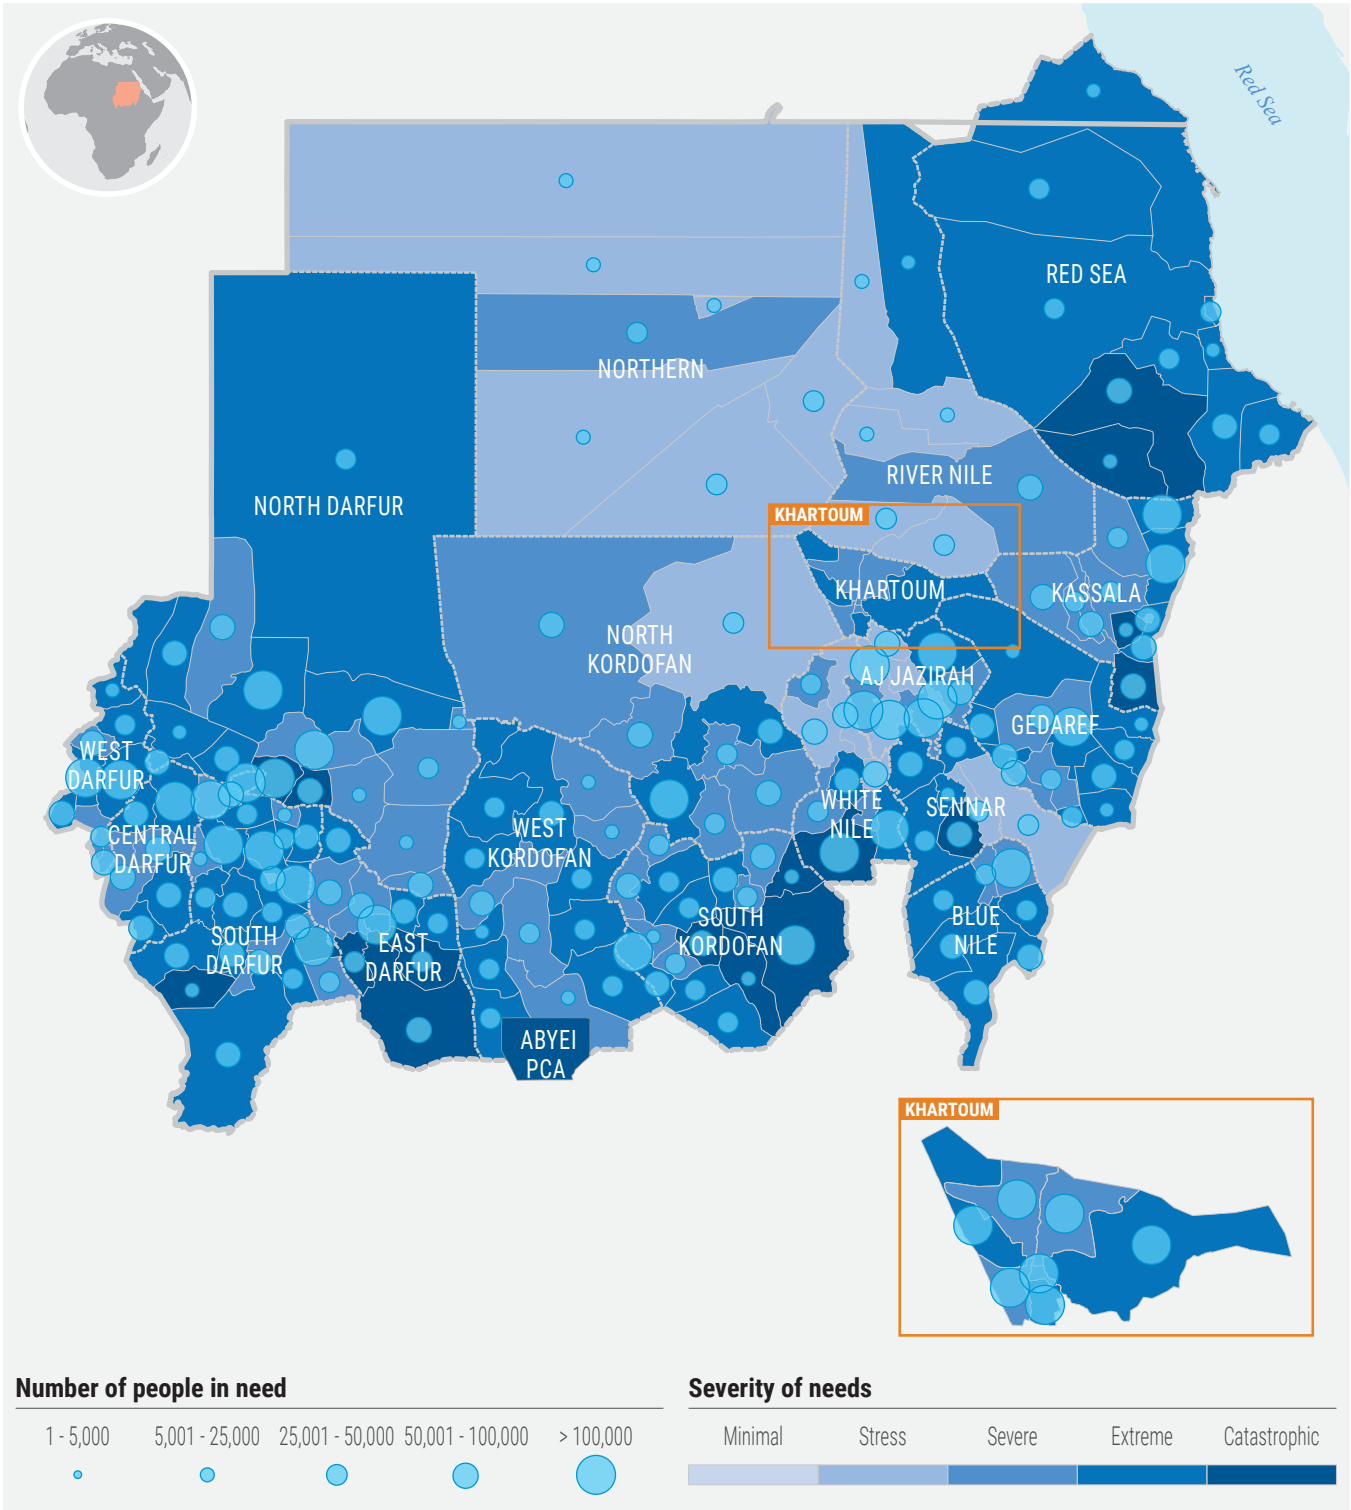 Red Sea
RED SEA
NORTHERN
RIVER NILE
NORTH DARFUR
KHARTOUM
KHARTOUM
KASSALA
NORTH
KORDOFAN
AJ JAZIRAH
GEDAREF
WEST
DARFUR
CENTRAL
DARFUR
WEST
KORDOFAN
WHITE
NILE
SENNAR
SOUTH
DARFUR
EAST
DARFUR
SOUTH
KORDOFAN
BLUE
NILE
ABYEI
PCA
KHARTOUM
Number of people in need
1 - 5,000
5,001 - 25,000
25,001 - 50,000
50,001 - 100,000
> 100,000
Severity of needs
Minimal
Stress
Severe
Extreme
Catastrophic